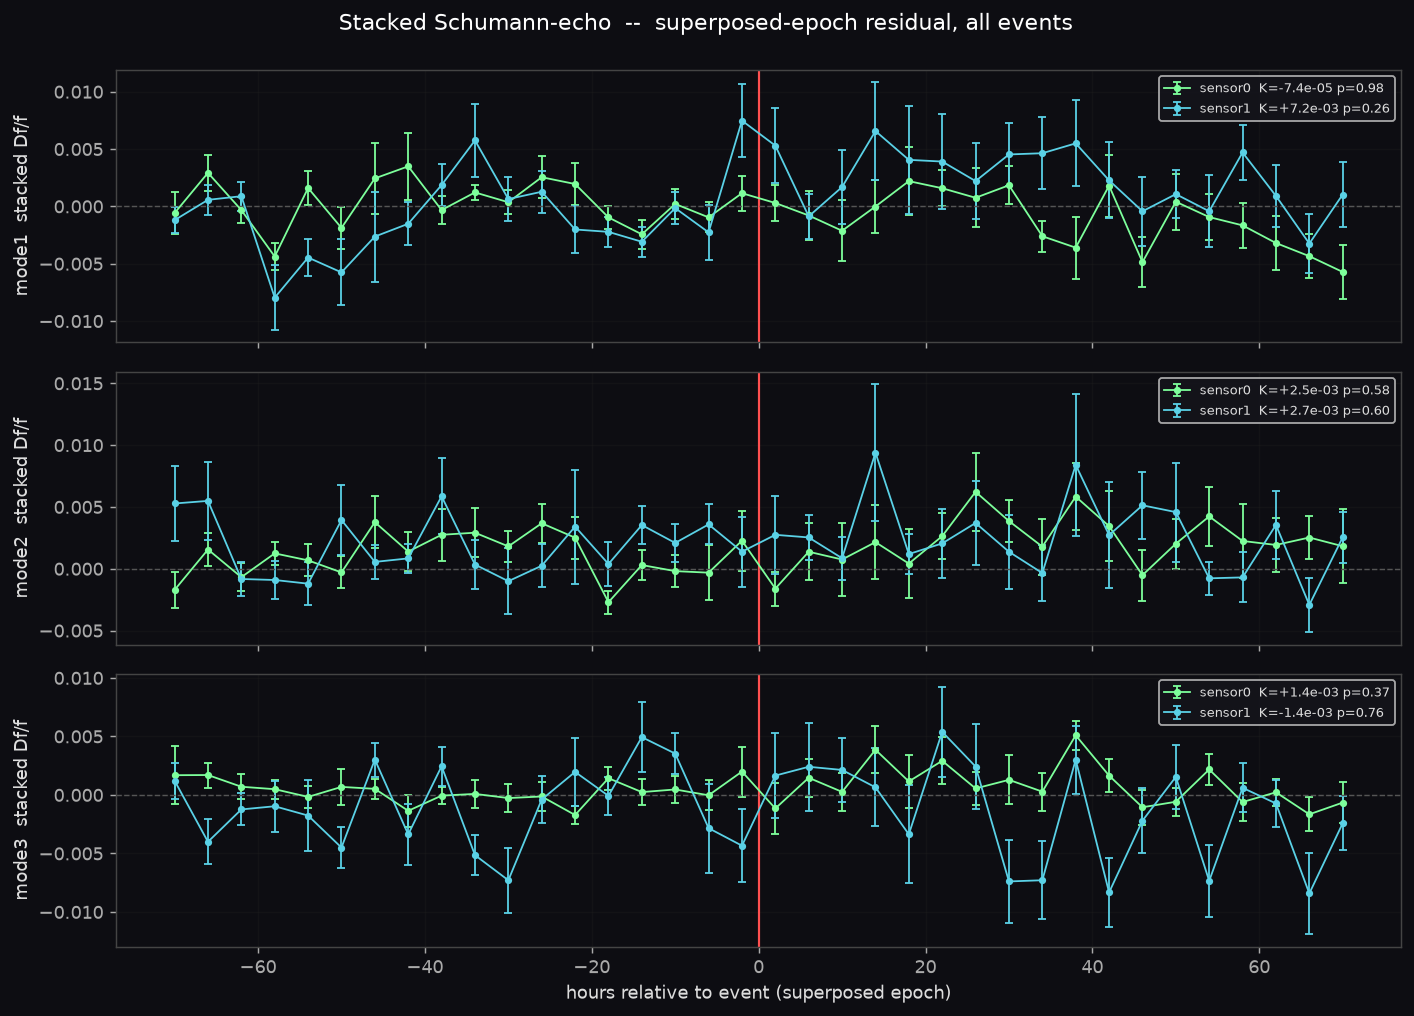 Stacked Schumann-echo -- superposed-epoch residual, all events
mode1 stacked Df/f
0.010
0.005
0.000
−0.005
−0.010
sensor0 K=-7.4e-05 p=0.98
sensor1 K=+7.2e-03 p=0.26
mode2 stacked Df/f
0.015
0.010
0.005
0.000
−0.005
sensor0 K=+2.5e-03 p=0.58
sensor1 K=+2.7e-03 p=0.60
mode3 stacked Df/f
0.010
0.005
0.000
−0.005
−0.010
sensor0 K=+1.4e-03 p=0.37
sensor1 K=-1.4e-03 p=0.76
−60 −40 −20 0 20 40 60
hours relative to event (superposed epoch)